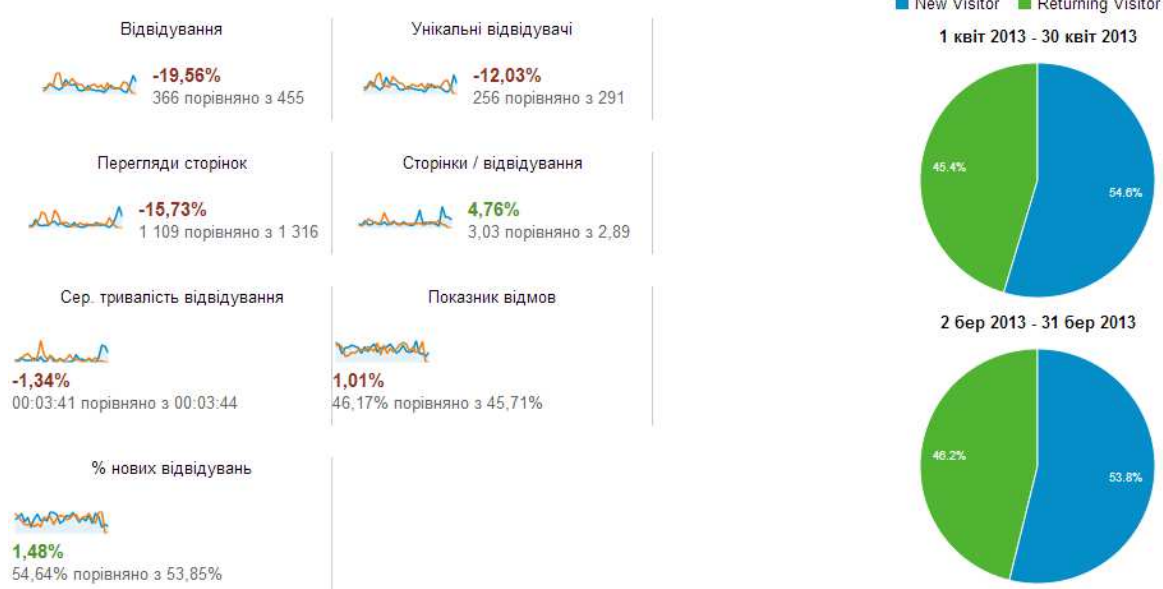 Відвідування
-19,56%
366 порівняно з 455
Унікальні відвідувачі
-12,03%
256 порівняно з 291
Перегляди сторінок
-15,73%
1 109 порівняно з 1 316
Сторінки / відвідування
4,76%
3,03 порівняно з 2,89
Сер. тривалість відвідування
-1,34%
00:03:41 порівняно з 00:03:44
Показник відмов
1,01%
46,17% порівняно з 45,71%
% нових відвідувань
1,48%
54,64% порівняно з 53,85%
New Visitor Returning Visitor
1 квіт 2013 - 30 квіт 2013
45.4%
54.6%
2 бер 2013 - 31 бер 2013
46.2%
53.8%